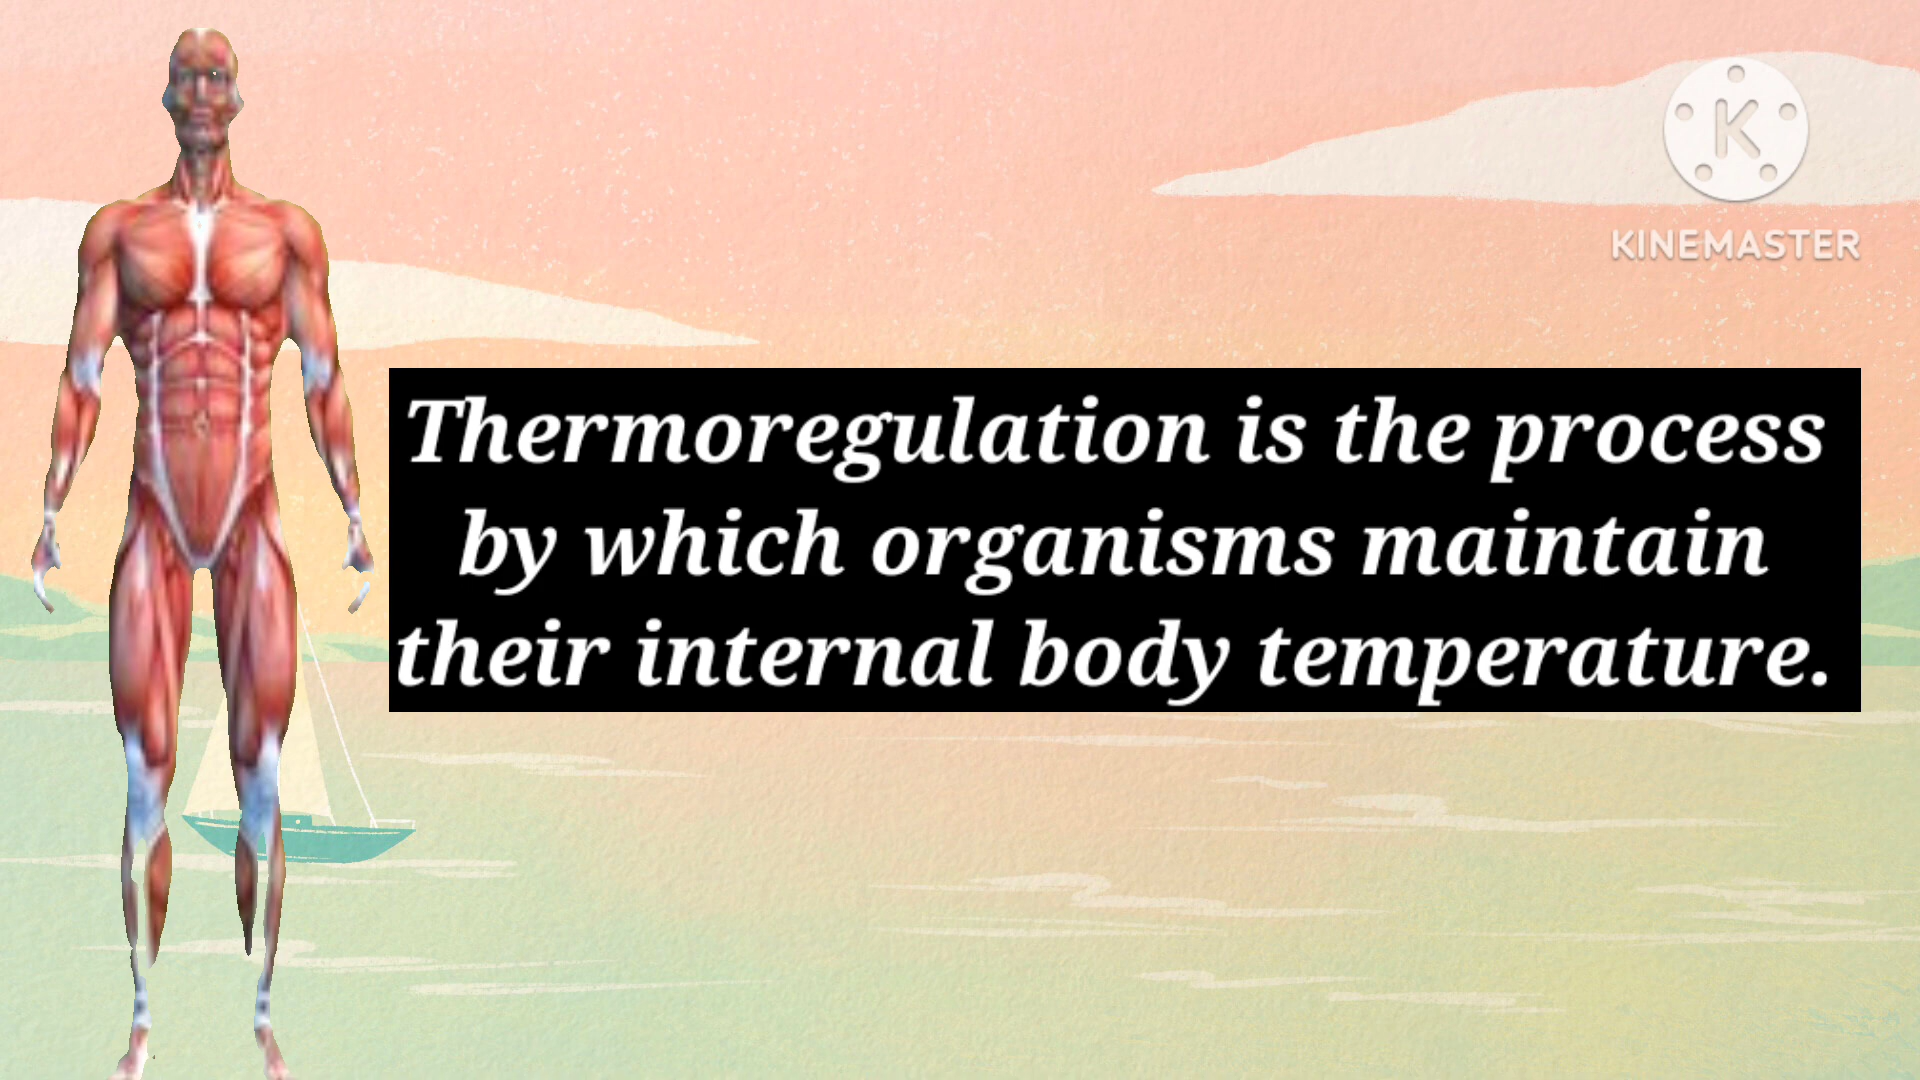 K
KINEMASTER
Thermoregulation is the process
by which organisms maintain
their internal body temperature.